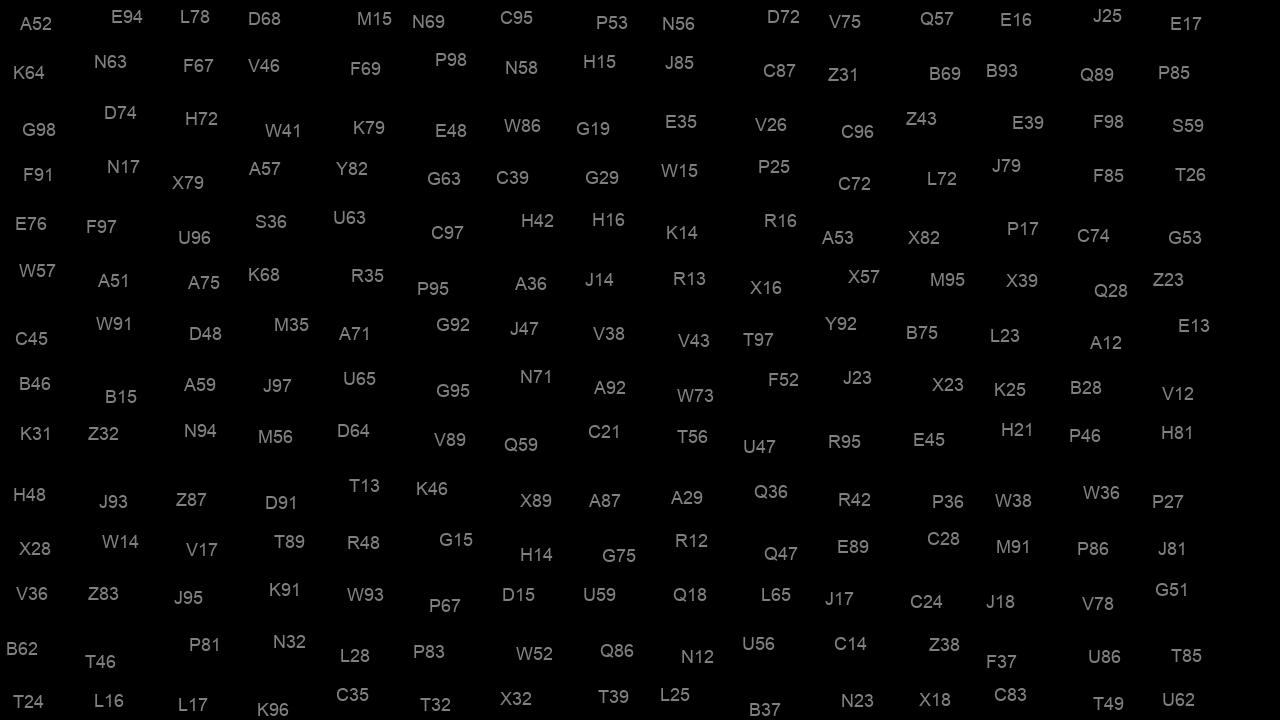 A52 E94 L78 D68 M15 N69 C95 P53 N56 D72 V75 Q57 E16 J25 E17
K64 N63 F67 V46 F69 P98 N58 H15 J85 C87 Z31 B69 B93 Q89 P85
G98 D74 H72 W41 K79 E48 W86 G19 E35 V26 C96 Z43 E39 F98 S59
F91 N17 X79 A57 Y82 G63 C39 G29 W15 P25 C72 L72 J79 F85 T26
E76 F97 U96 S36 U63 C97 H42 H16 K14 R16 A53 X82 P17 C74 G53
W57 A51 A75 K68 R35 P95 A36 J14 R13 X16 X57 M95 X39 Q28 Z23
C45 W91 D48 M35 A71 G92 J47 V38 V43 T97 Y92 B75 L23 A12 E13
B46 B15 A59 J97 U65 G95 N71 A92 W73 F52 J23 X23 K25 B28 V12
K31 Z32 N94 M56 D64 V89 Q59 C21 T56 U47 R95 E45 H21 P46 H81
H48 J93 Z87 D91 T13 K46 X89 A87 A29 Q36 R42 P36 W38 W36 P27
X28 W14 V17 T89 R48 G15 H14 G75 R12 Q47 E89 C28 M91 P86 J81
V36 Z83 J95 K91 W93 P67 D15 U59 Q18 L65 J17 C24 J18 V78 G51
B62 T46 P81 N32 L28 P83 W52 Q86 N12 U56 C14 Z38 F37 U86 T85
T24 L16 L17 K96 C35 T32 X32 T39 L25 B37 N23 X18 C83 T49 U62